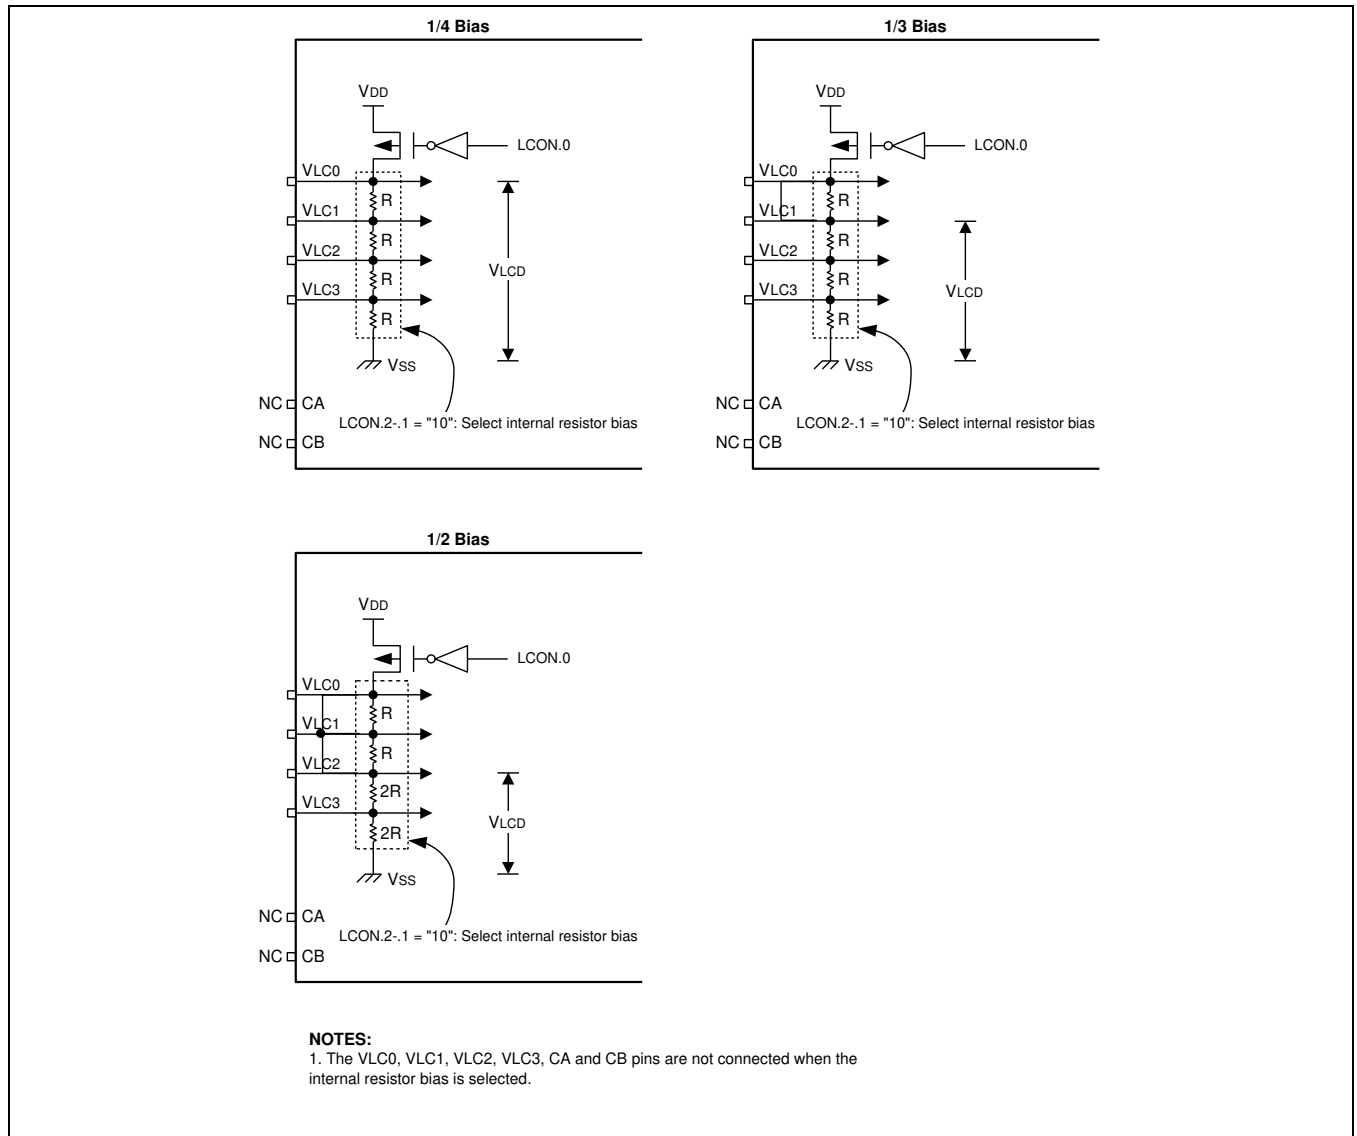 1/4 Bias
VDD
LCON.0
VLC0
R
VLC1
R
VLC2
R
VLCD
VLC3
R
VSS
NC CA
LCON.2-.1 = "10": Select internal resistor bias
NC CB
1/3 Bias
VDD
LCON.0
VLC0
R
VLC1
R
VLC2
R
VLC3
VLCD
R
VSS
NC CA
LCON.2-.1 = "10": Select internal resistor bias
NC CB
1/2 Bias
VDD
LCON.0
VLC0
R
VLC1
R
VLC2
2R
VLC3
VLCD
2R
VSS
NC CA
LCON.2-.1 = "10": Select internal resistor bias
NC CB
NOTES:
1. The VLC0, VLC1, VLC2, VLC3, CA and CB pins are not connected when the
internal resistor bias is selected.